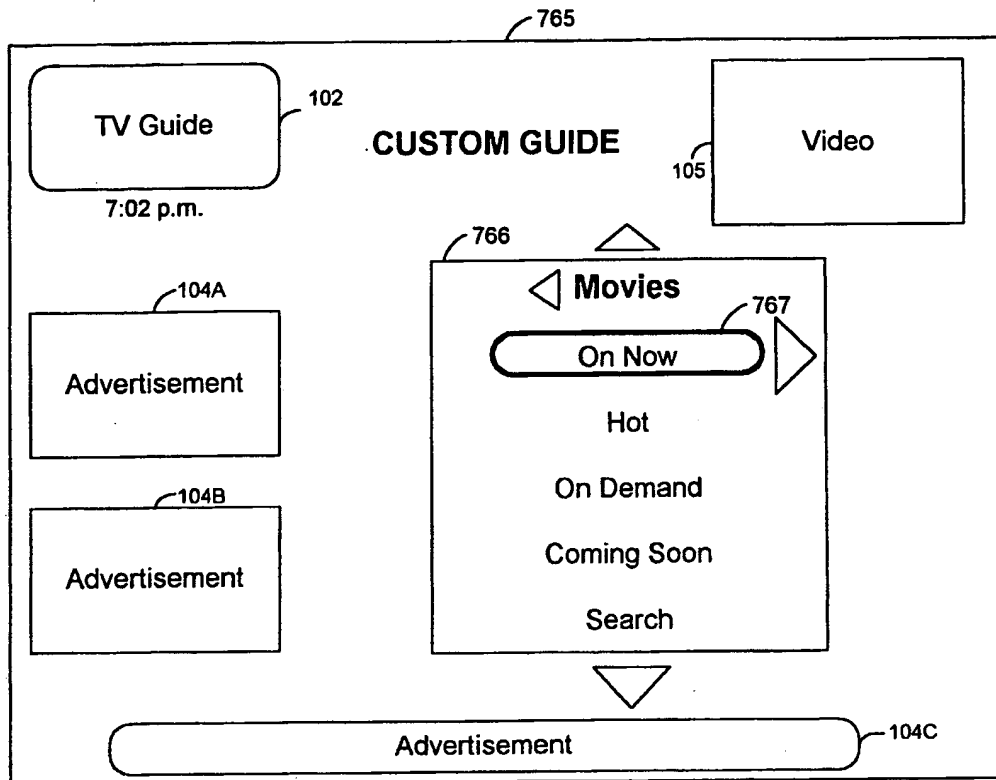 765
TV Guide
102
CUSTOM GUIDE
105
Video
7:02 p.m.
766
Movies
767
On Now
104A
Advertisement
Hot
On Demand
104B
Advertisement
Coming Soon
Search
Advertisement
104C